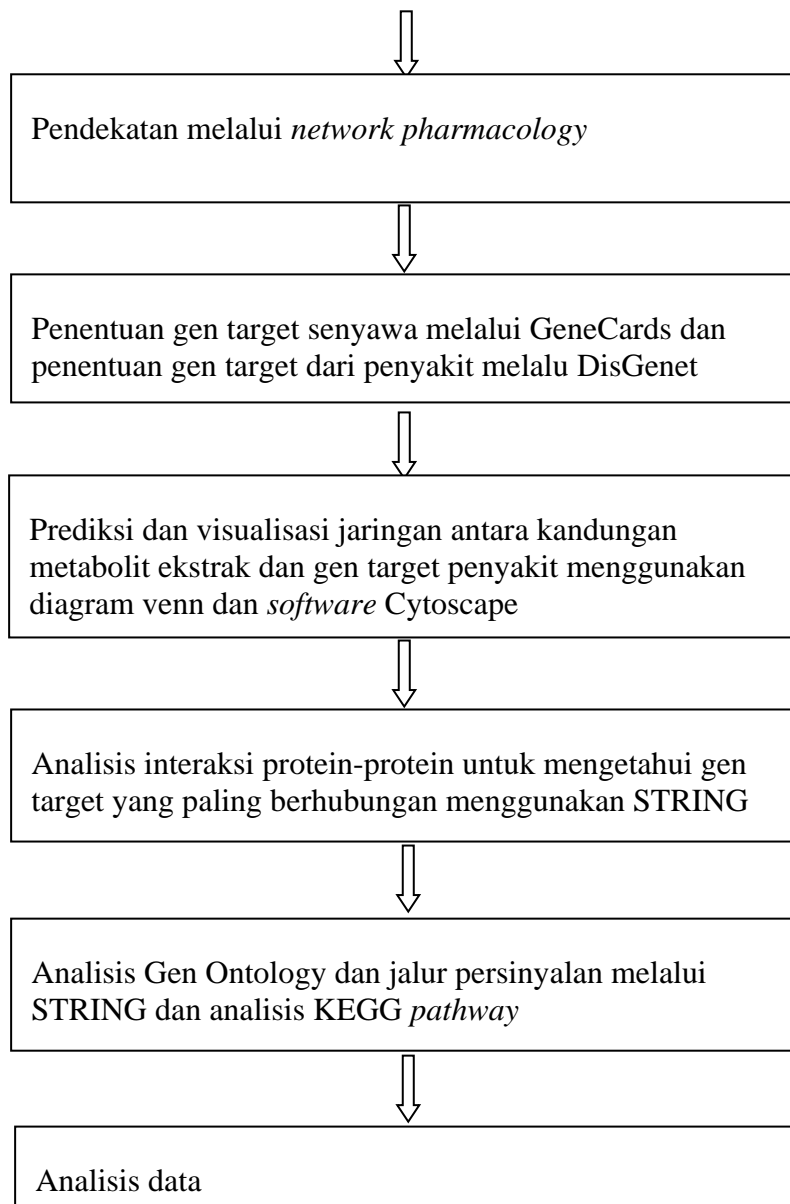 Pendekatan melalui network pharmacology
Penentuan gen target senyawa melalui GeneCards dan
penentuan gen target dari penyakit melalu DisGenet
Prediksi dan visualisasi jaringan antara kandungan
metabolit ekstrak dan gen target penyakit menggunakan
diagram venn dan software Cytoscape
Analisis interaksi protein-protein untuk mengetahui gen
target yang paling berhubungan menggunakan STRING
Analisis Gen Ontology dan jalur persinyalan melalui
STRING dan analisis KEGG pathway
Analisis data